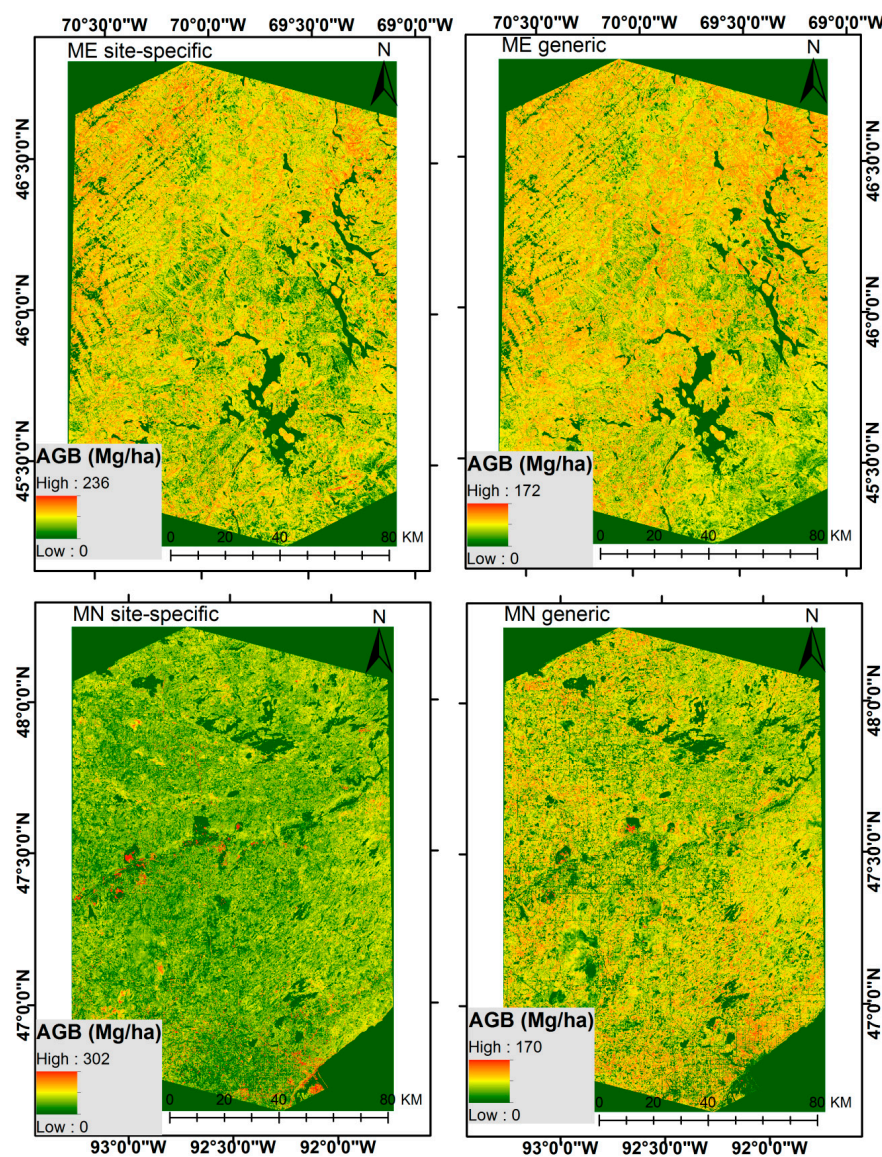 70°30'0"W 70°0'0"W 69°30'0"W 69°0'0"W
ME site-specific
N
46°30'0"N
46°0'0"N
45°30'0"N
AGB (Mg/ha)
High : 236
Low : 0
0 40 80 KM
70°30'0"W 70°0'0"W 69°30'0"W 69°0'0"W
ME generic
N
46°30'0"N
46°0'0"N
45°30'0"N
AGB (Mg/ha)
High : 172
Low : 0
0 20 40 80
MN site-specific
N
48°0'0"N
47°30'0"N
47°0'0"N
AGB (Mg/ha)
High : 302
Low : 0
0 20 40 80 KM
93°0'0"W 92°30'0"W 92°0'0"W
MN generic
N
48°0'0"N
47°30'0"N
47°0'0"N
AGB (Mg/ha)
High : 170
Low : 0
0 20 40 80
93°0'0"W 92°30'0"W 92°0'0"W